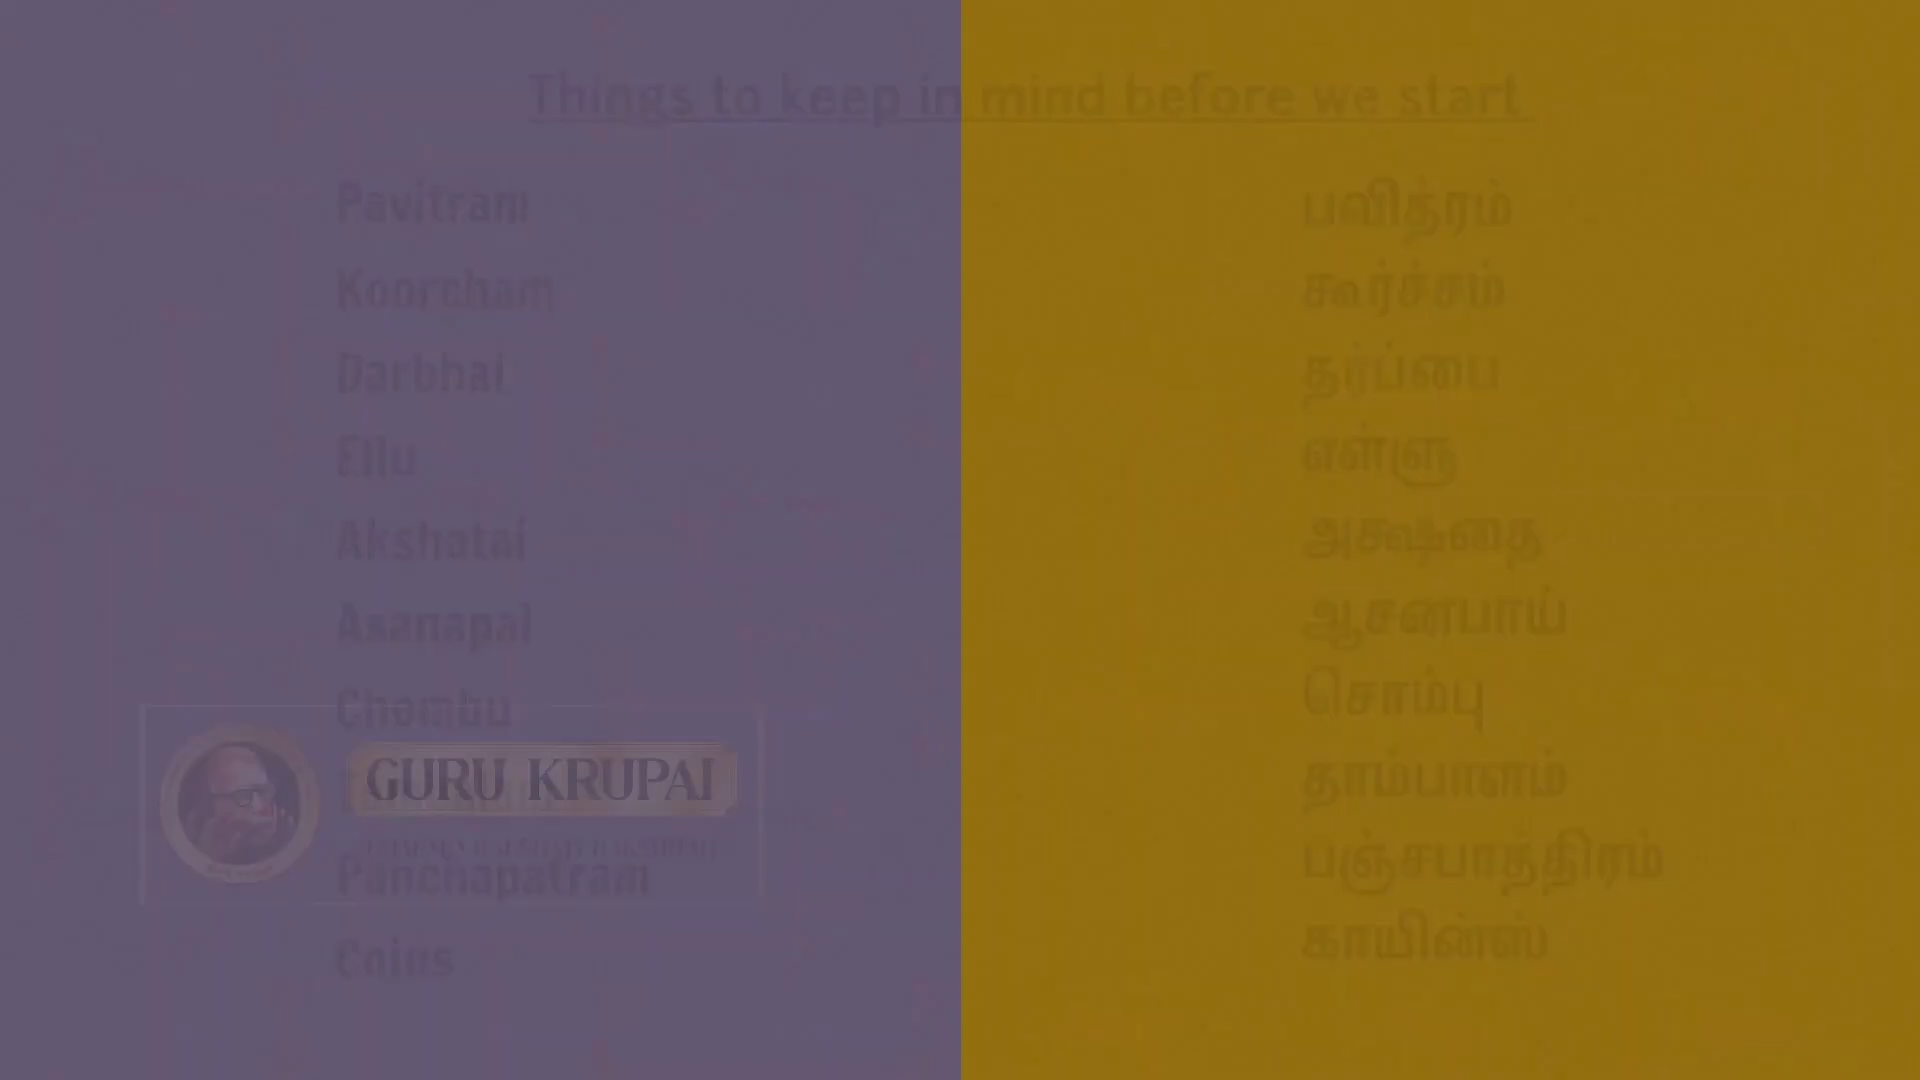 Things to keep in mind before we start
Pavitram
பவித்ரம்
Koorcham
கூர்ச்சம்
Darbhai
தர்ப்பை
Ellu
எள்ளு
Akshatai
அக்ஷதை
Asanapai
ஆசனபாய்
Chombu
சொம்பு
GURU KRUPAI
தாம்பாளம்
Panchapatram
பஞ்சபாத்திரம்
Coins
காயின்ஸ்